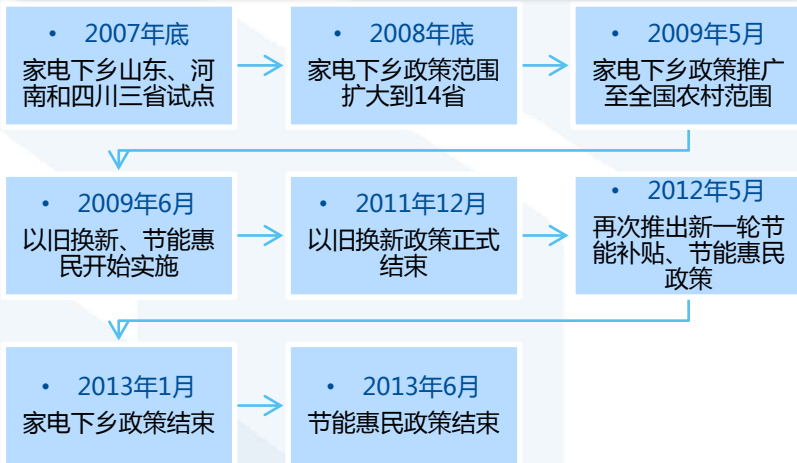 • 2007年底
家电下乡山东、河
南和四川三省试点
• 2008年底
家电下乡政策范围
扩大到14省
• 2009年5月
家电下乡政策推广
至全国农村范围
• 2009年6月
以旧换新、节能惠
民开始实施
• 2011年12月
以旧换新政策正式
结束
• 2012年5月
再次推出新一轮节
能补贴、节能惠民
政策
• 2013年1月
家电下乡政策结束
• 2013年6月
节能惠民政策结束